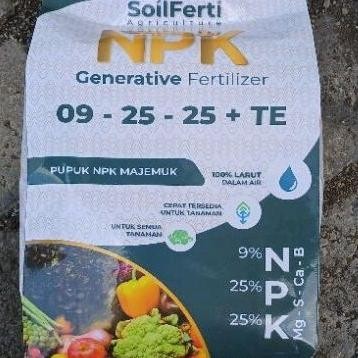 SoilFerti
Agriculture
NPK
Generative Fertilizer
09 - 25 - 25 + TE
PUPUK NPK MAJEMUK
100% LARUT
DALAM AIR
CEPAT TERSEDIA
UNTUK TANAMAN
UNTUK SEMUA
TANAMAN
9% N
25% P
25% K
Mg - S - Ca - B